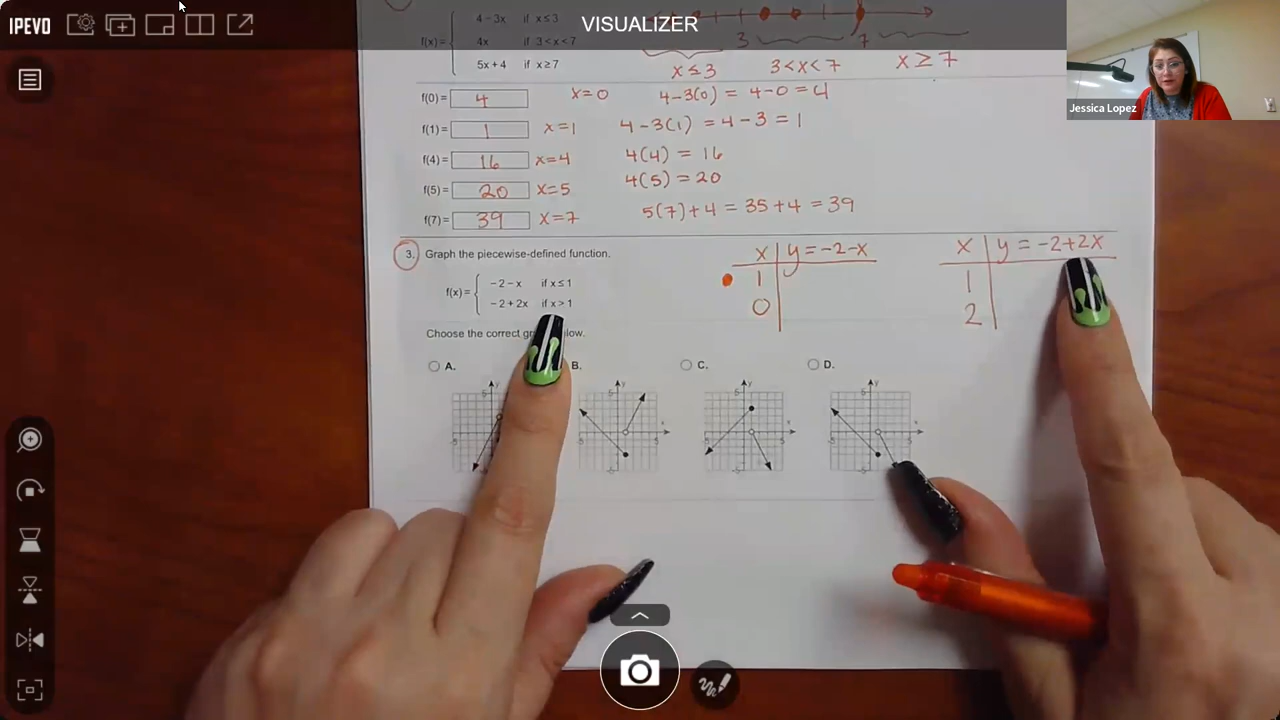 IPEVO
VISUALIZER
Jessica Lopez
f(x) =
4 − 3x if x ≤ 3
4x if 3 < x < 7
5x + 4 if x ≥ 7
3 7
x ≤ 3 3 < x < 7 x ≥ 7
f(0) = 4 x=0 4−3(0) = 4−0 = 4
f(1) = 1 x=1 4−3(1) = 4−3 = 1
f(4) = 16 x=4 4(4) = 16
f(5) = 20 x=5 4(5) = 20
f(7) = 39 x=7 5(7)+4 = 35+4 = 39
3. Graph the piecewise-defined function.
x y = −2−x
1
0
x y = −2+2x
1
2
f(x) =
−2 − x if x ≤ 1
−2 + 2x if x > 1
Choose the correct
A. B. C. D.